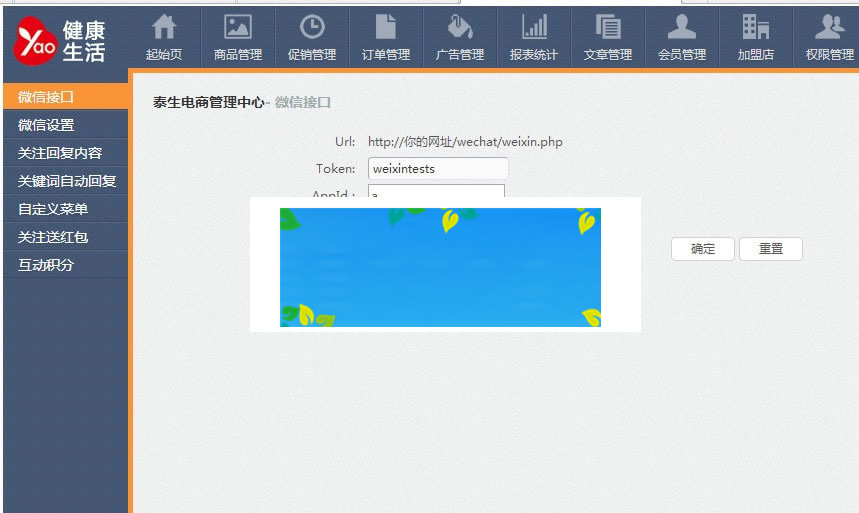 Yao 健康
生活
起始页 商品管理 促销管理 订单管理 广告管理 报表统计 文章管理 会员管理 加盟店 权限管理
微信接口
微信设置
关注回复内容
关键词自动回复
自定义菜单
关注送红包
互动积分
泰生电商管理中心- 微信接口
Url: http://你的网址/wechat/weixin.php
Token: weixintests
AppId : a
确定 重置